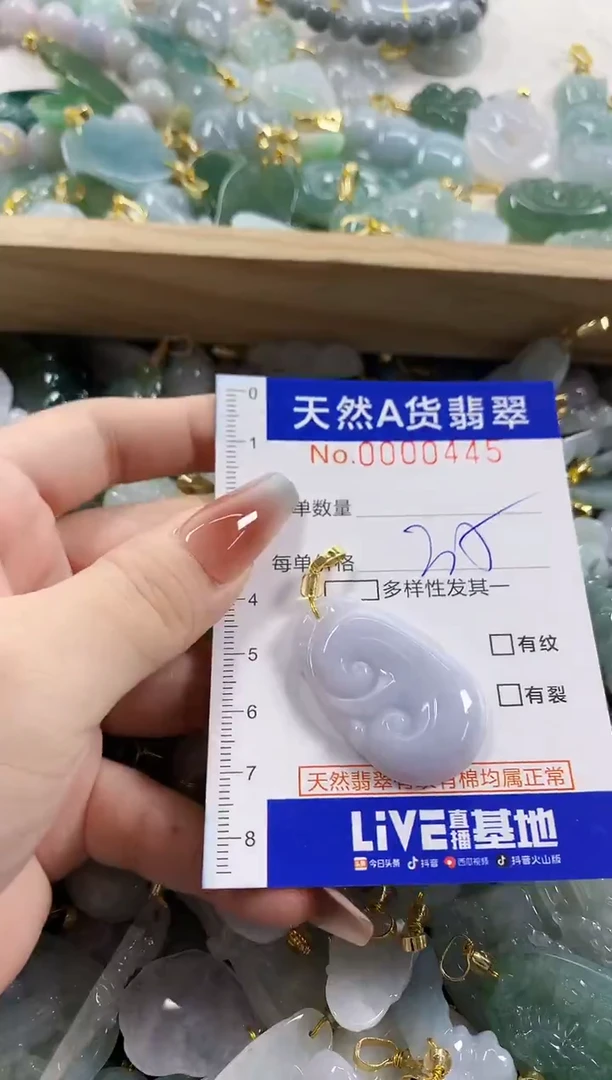 天然A货翡翠
No.0000445
单数量
每单价格
多样性发其一
有纹
有裂
天然翡翠有纹有棉均属正常
LiVE直播基地
今日头条 抖音 西瓜视频 抖音火山版
0
1
4
5
6
7
8